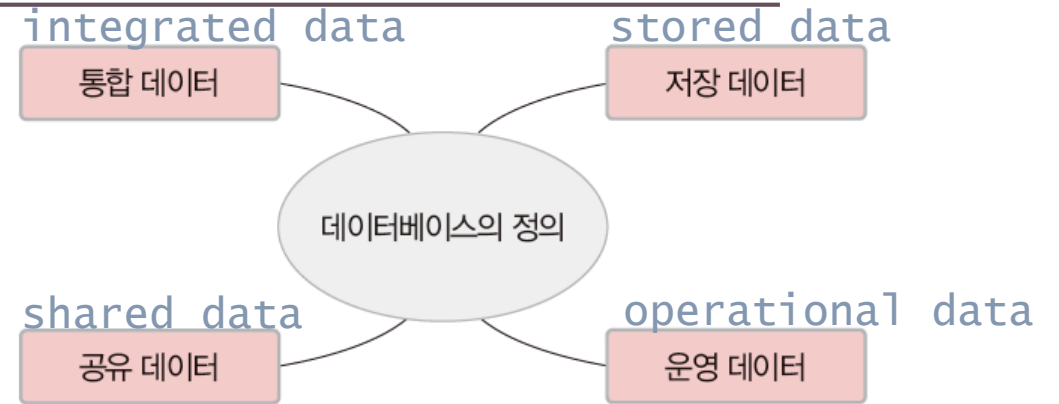 integrated data
통합 데이터
stored data
저장 데이터
데이터베이스의 정의
shared data
공유 데이터
operational data
운영 데이터